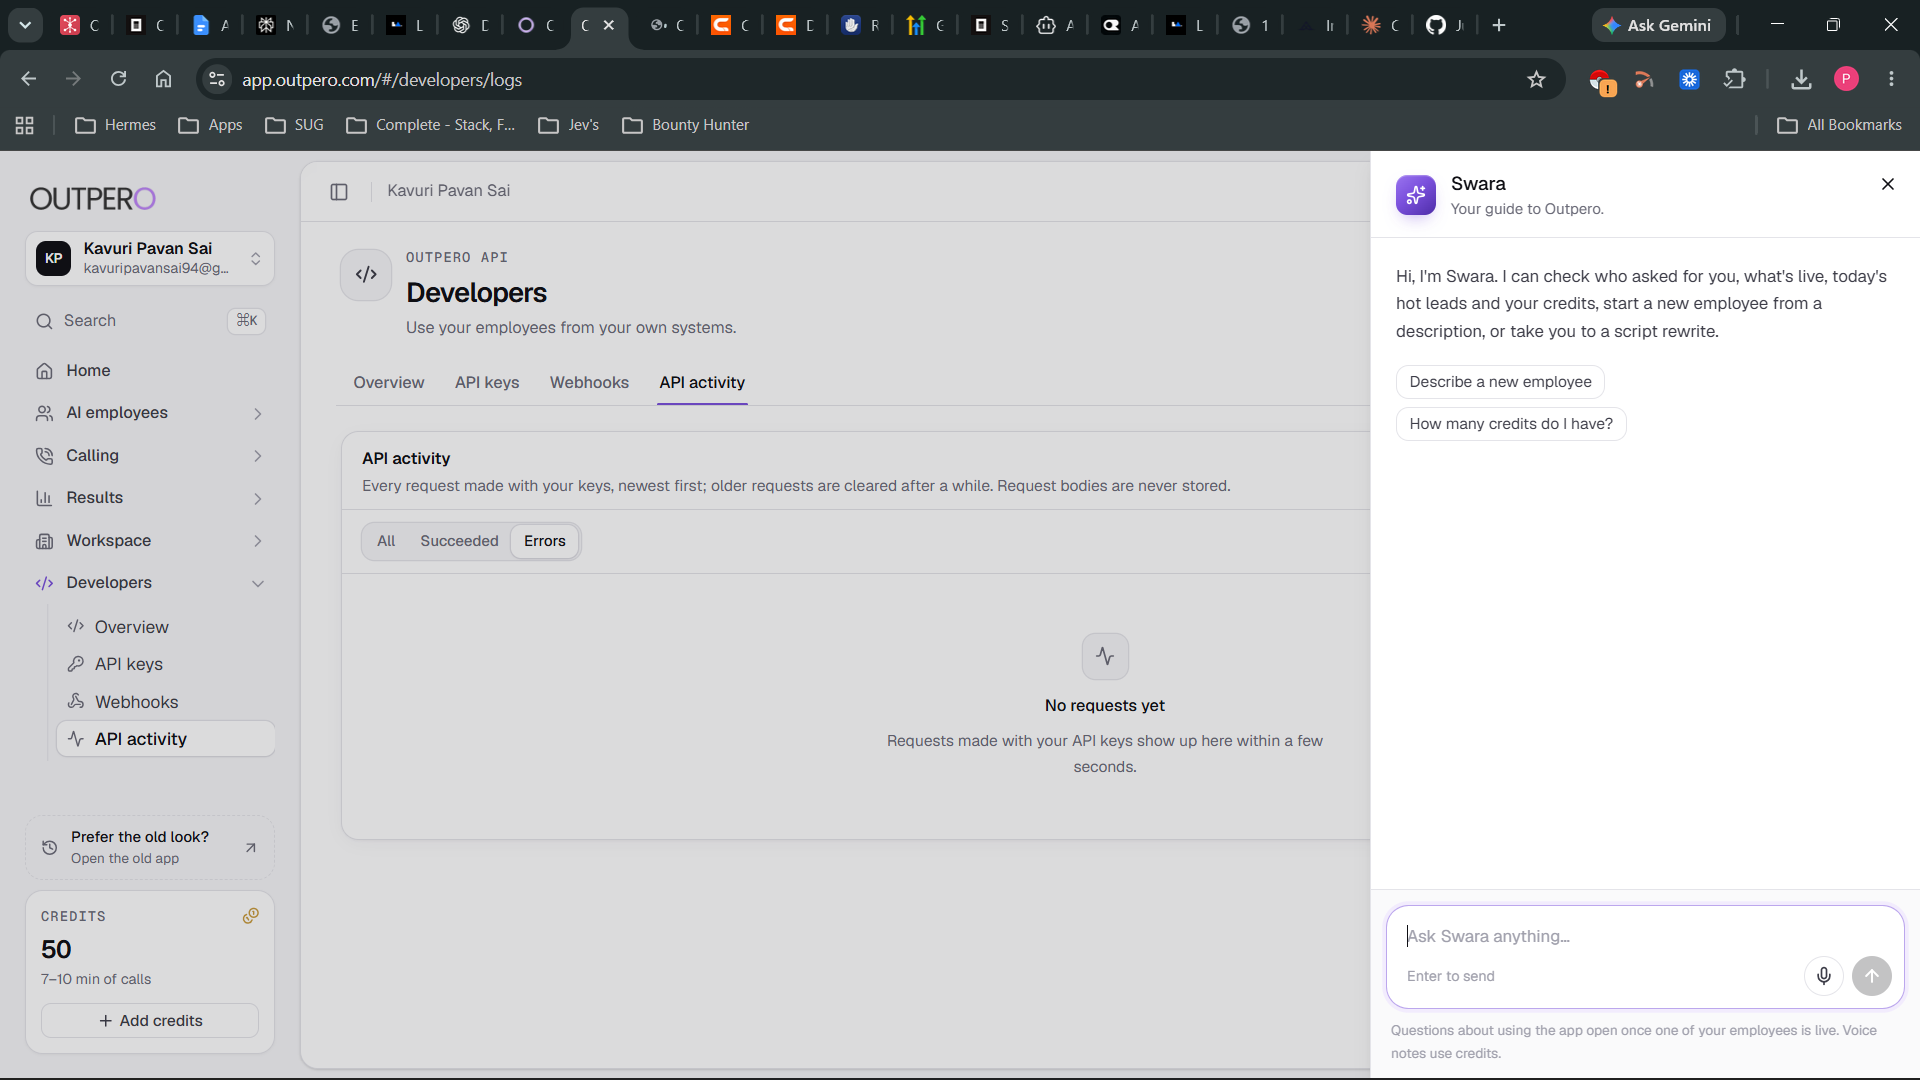 Ask Gemini
app.outpero.com/#/developers/logs
Hermes
Apps
SUG
Complete - Stack, F...
Jev's
Bounty Hunter
All Bookmarks
OUTPERO
KP
Kavuri Pavan Sai
kavuripavansai94@g...
Search
⌘K
Home
AI employees
Calling
Results
Workspace
Developers
Overview
API keys
Webhooks
API activity
Prefer the old look?
Open the old app
CREDITS
50
7–10 min of calls
+ Add credits
Kavuri Pavan Sai
OUTPERO API
Developers
Use your employees from your own systems.
Overview
API keys
Webhooks
API activity
API activity
Every request made with your keys, newest first; older requests are cleared after a while. Request bodies are never stored.
All
Succeeded
Errors
No requests yet
Requests made with your API keys show up here within a few
seconds.
Swara
Your guide to Outpero.
Hi, I'm Swara. I can check who asked for you, what's live, today's
hot leads and your credits, start a new employee from a
description, or take you to a script rewrite.
Describe a new employee
How many credits do I have?
Ask Swara anything...
Enter to send
Questions about using the app open once one of your employees is live. Voice
notes use credits.